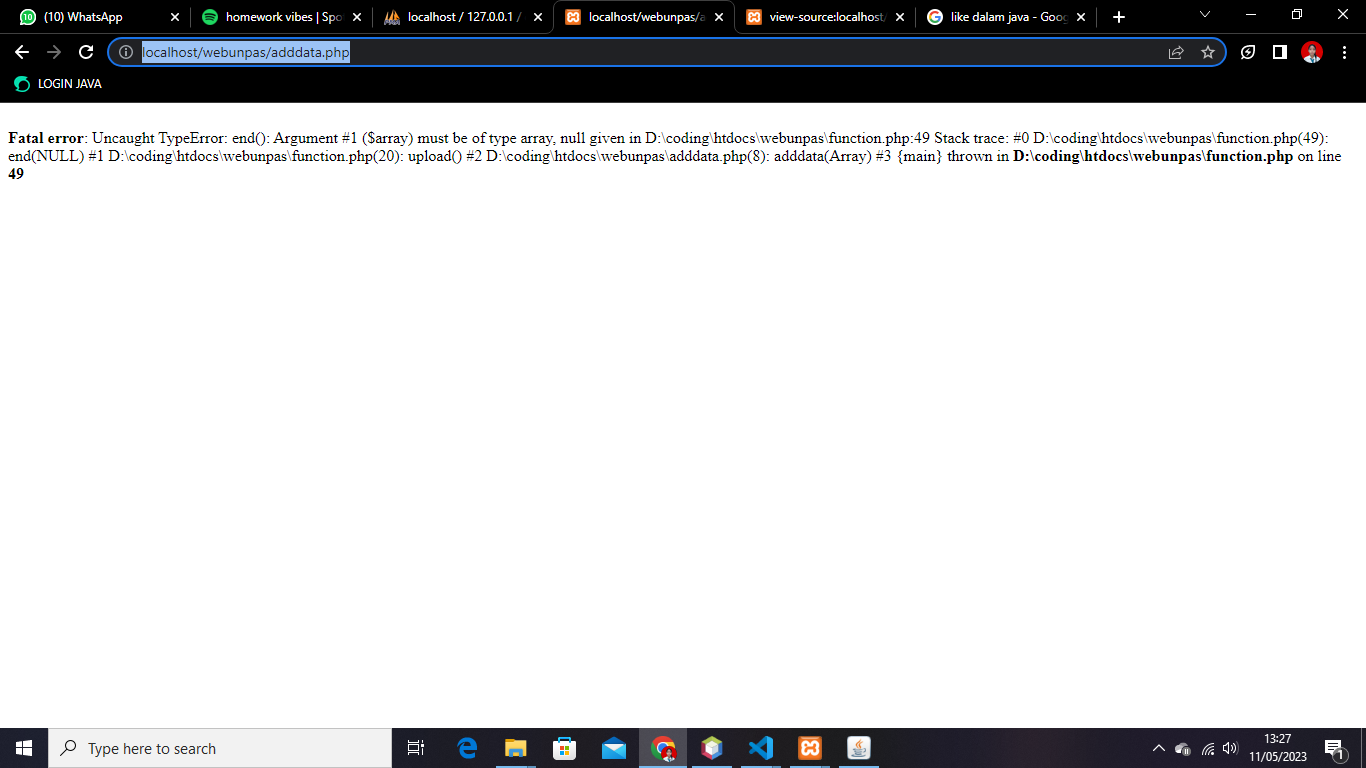 10 (10) WhatsApp homework vibes | Spo localhost / 127.0.0.1 / localhost/webunpas/a view-source:localhost/ like dalam java - Goog
localhost/webunpas/adddata.php
LOGIN JAVA
Fatal error: Uncaught TypeError: end(): Argument #1 ($array) must be of type array, null given in D:\coding\htdocs\webunpas\function.php:49 Stack trace: #0 D:\coding\htdocs\webunpas\function.php(49):
end(NULL) #1 D:\coding\htdocs\webunpas\function.php(20): upload() #2 D:\coding\htdocs\webunpas\adddata.php(8): adddata(Array) #3 {main} thrown in D:\coding\htdocs\webunpas\function.php on line
49
Type here to search
13:27
11/05/2023
1